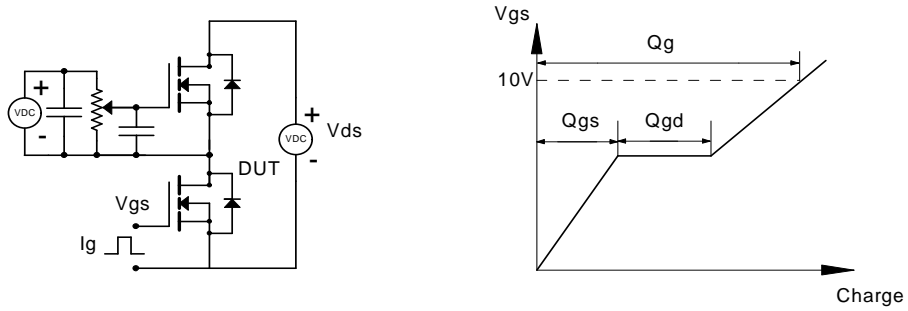 +
VDC
-
+
VDC
-
Vds
DUT
Vgs
Ig
Vgs
Qg
10V
Qgs
Qgd
Charge